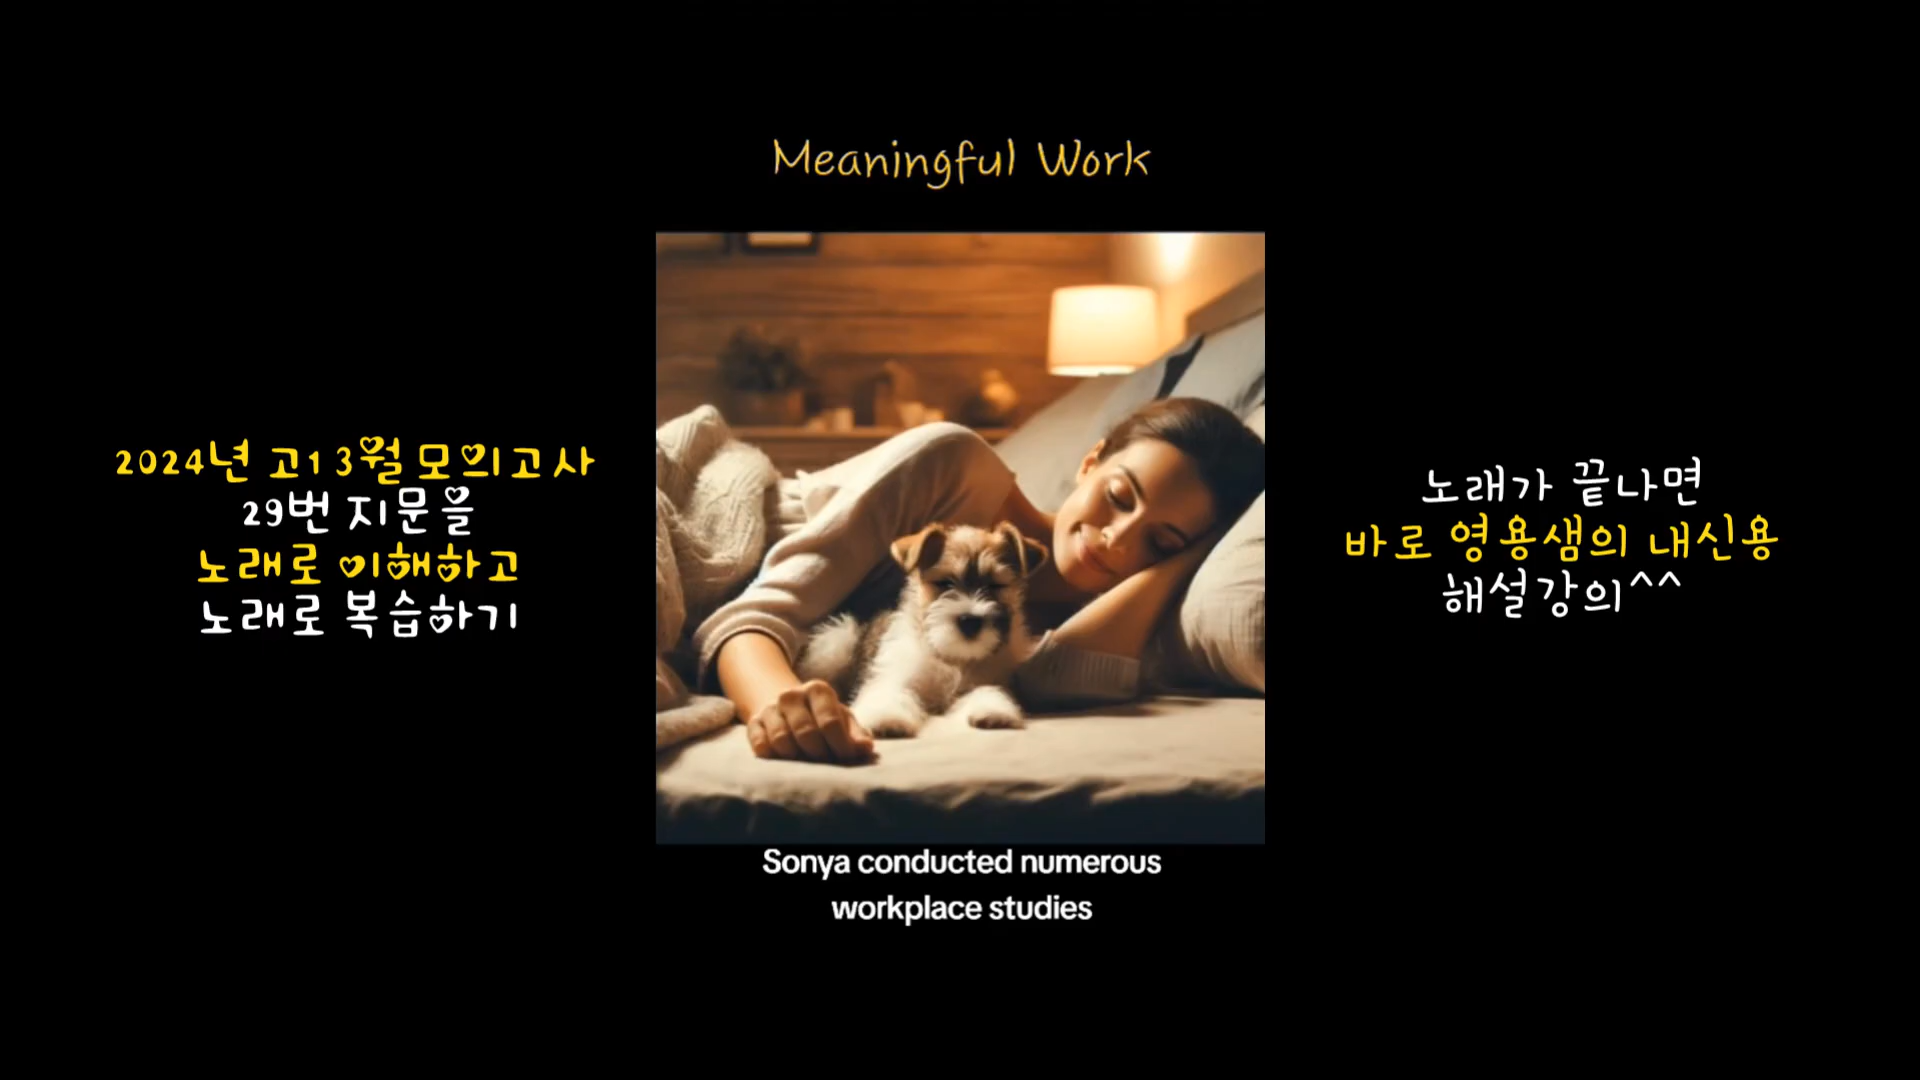 Meaningful Work
2024년 고1 3월 모의고사
29번 지문을
노래로 이해하고
노래로 복습하기
노래가 끝나면
바로 영용샘의 내신용
해설강의^^
Sonya conducted numerous
workplace studies